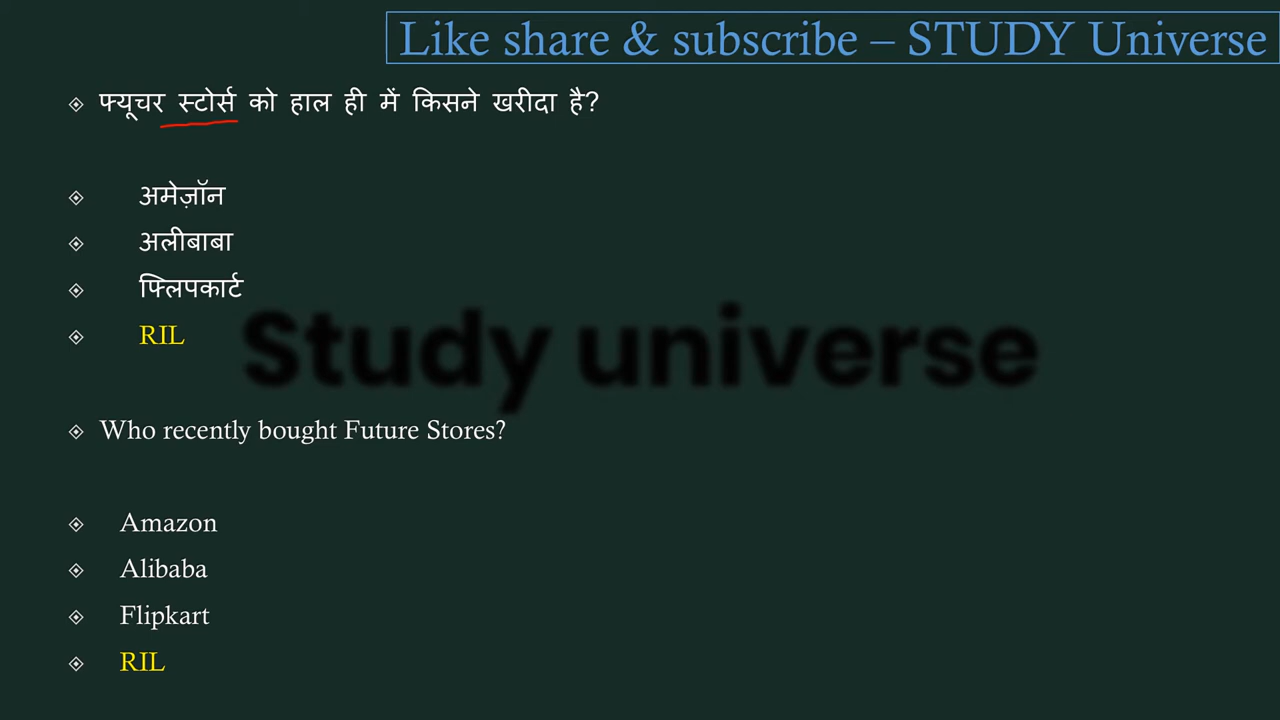 Like share & subscribe – STUDY Universe
फ्यूचर स्टोर्स को हाल ही में किसने खरीदा है?
अमेज़ॉन
अलीबाबा
फ्लिपकार्ट
RIL
Study universe
Who recently bought Future Stores?
Amazon
Alibaba
Flipkart
RIL